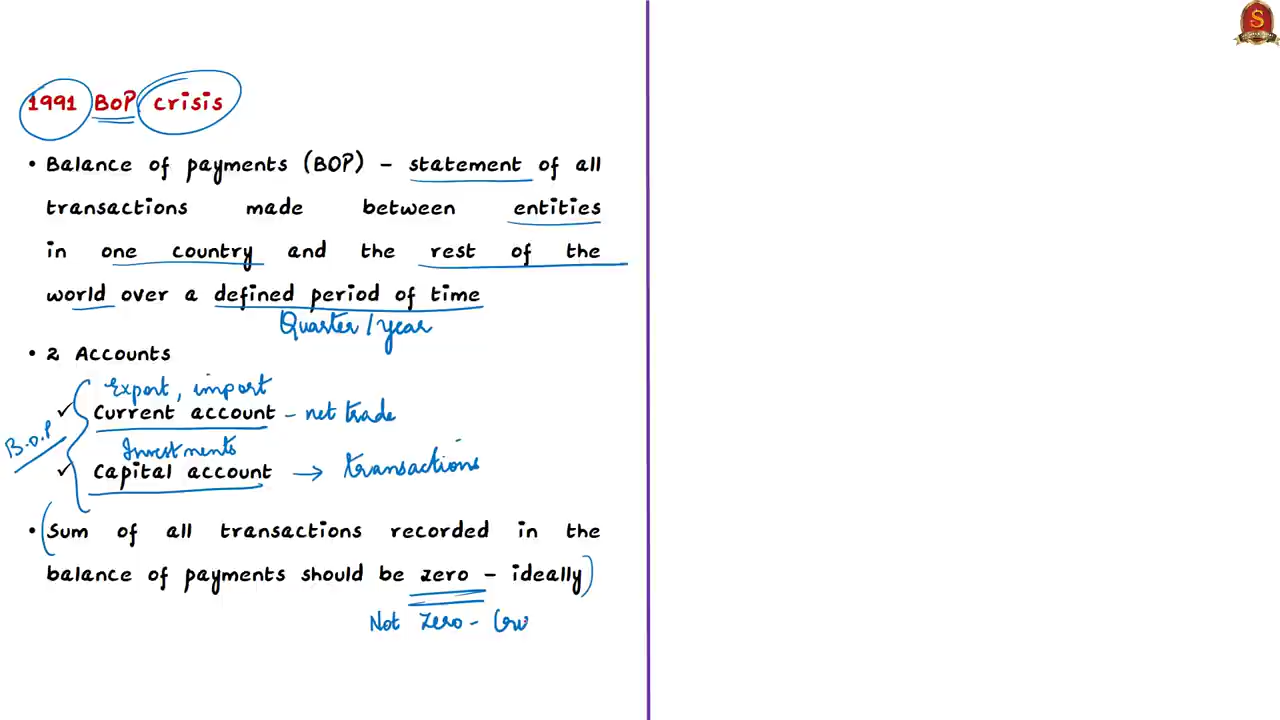 1991 BoP crisis
• Balance of payments (BOP) – statement of all
transactions made between entities
in one country and the rest of the
world over a defined period of time
Quarter / year
• 2 Accounts
Export, import
✓ Current account – net trade
B.O.P
Investments
✓ Capital account → transactions
• (Sum of all transactions recorded in the
balance of payments should be zero – ideally)
Not zero –
S